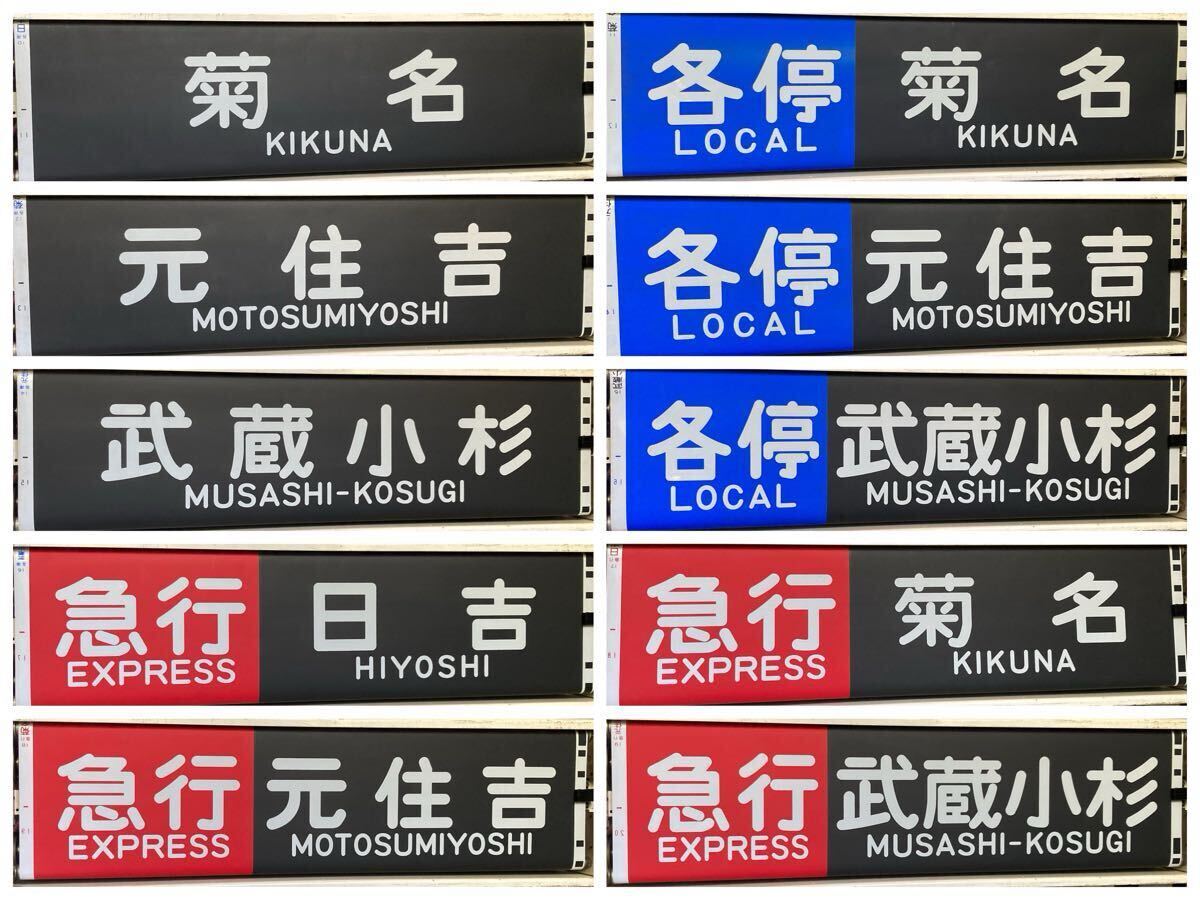 菊名
KIKUNA
各停 菊名
LOCAL KIKUNA
元住吉
MOTOSUMIYOSHI
各停 元住吉
LOCAL MOTOSUMIYOSHI
武蔵小杉
MUSASHI-KOSUGI
各停 武蔵小杉
LOCAL MUSASHI-KOSUGI
急行 日吉
EXPRESS HIYOSHI
急行 菊名
EXPRESS KIKUNA
急行 元住吉
EXPRESS MOTOSUMIYOSHI
急行 武蔵小杉
EXPRESS MUSASHI-KOSUGI